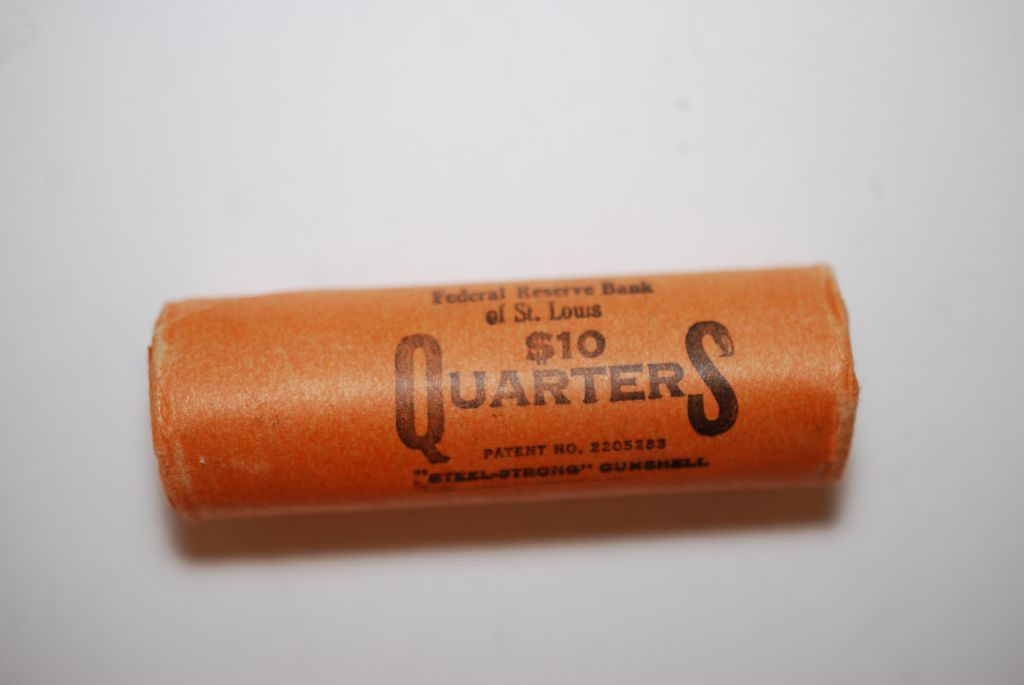 Federal Reserve Bank
of St. Louis
$10
QUARTERS
PATENT NO. 2205283
"STEEL-STRONG" GUNSHELL